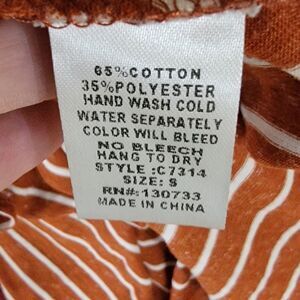 65%COTTON
35%POLYESTER
HAND WASH COLD
WATER SEPARATELY
COLOR WILL BLEED
NO BLEECH
HANG TO DRY
STYLE :C7314
SIZE: S
RN#: 130733
MADE IN CHINA